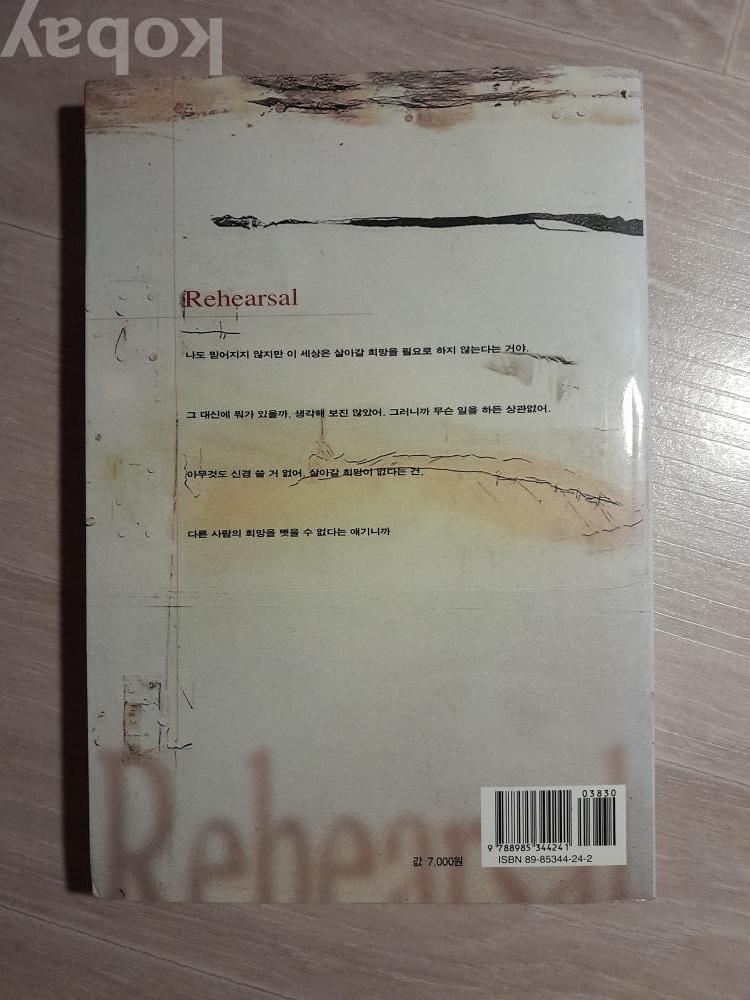 kobay
Rehearsal
나도 믿어지지 않지만 이 세상은 살아갈 희망을 필요로 하지 않는다는 거야.
그 대신에 뭐가 있을까, 생각해 보진 않았어. 그러니까 무슨 일을 하든 상관없어.
아무것도 신경 쓸 거 없어, 살아갈 희망이 없다는 건.
다른 사람의 희망을 뺏을 수 없다는 얘기니까
Rehearsal
값 7,000원
03830
9 788985 344241
ISBN 89-85344-24-2